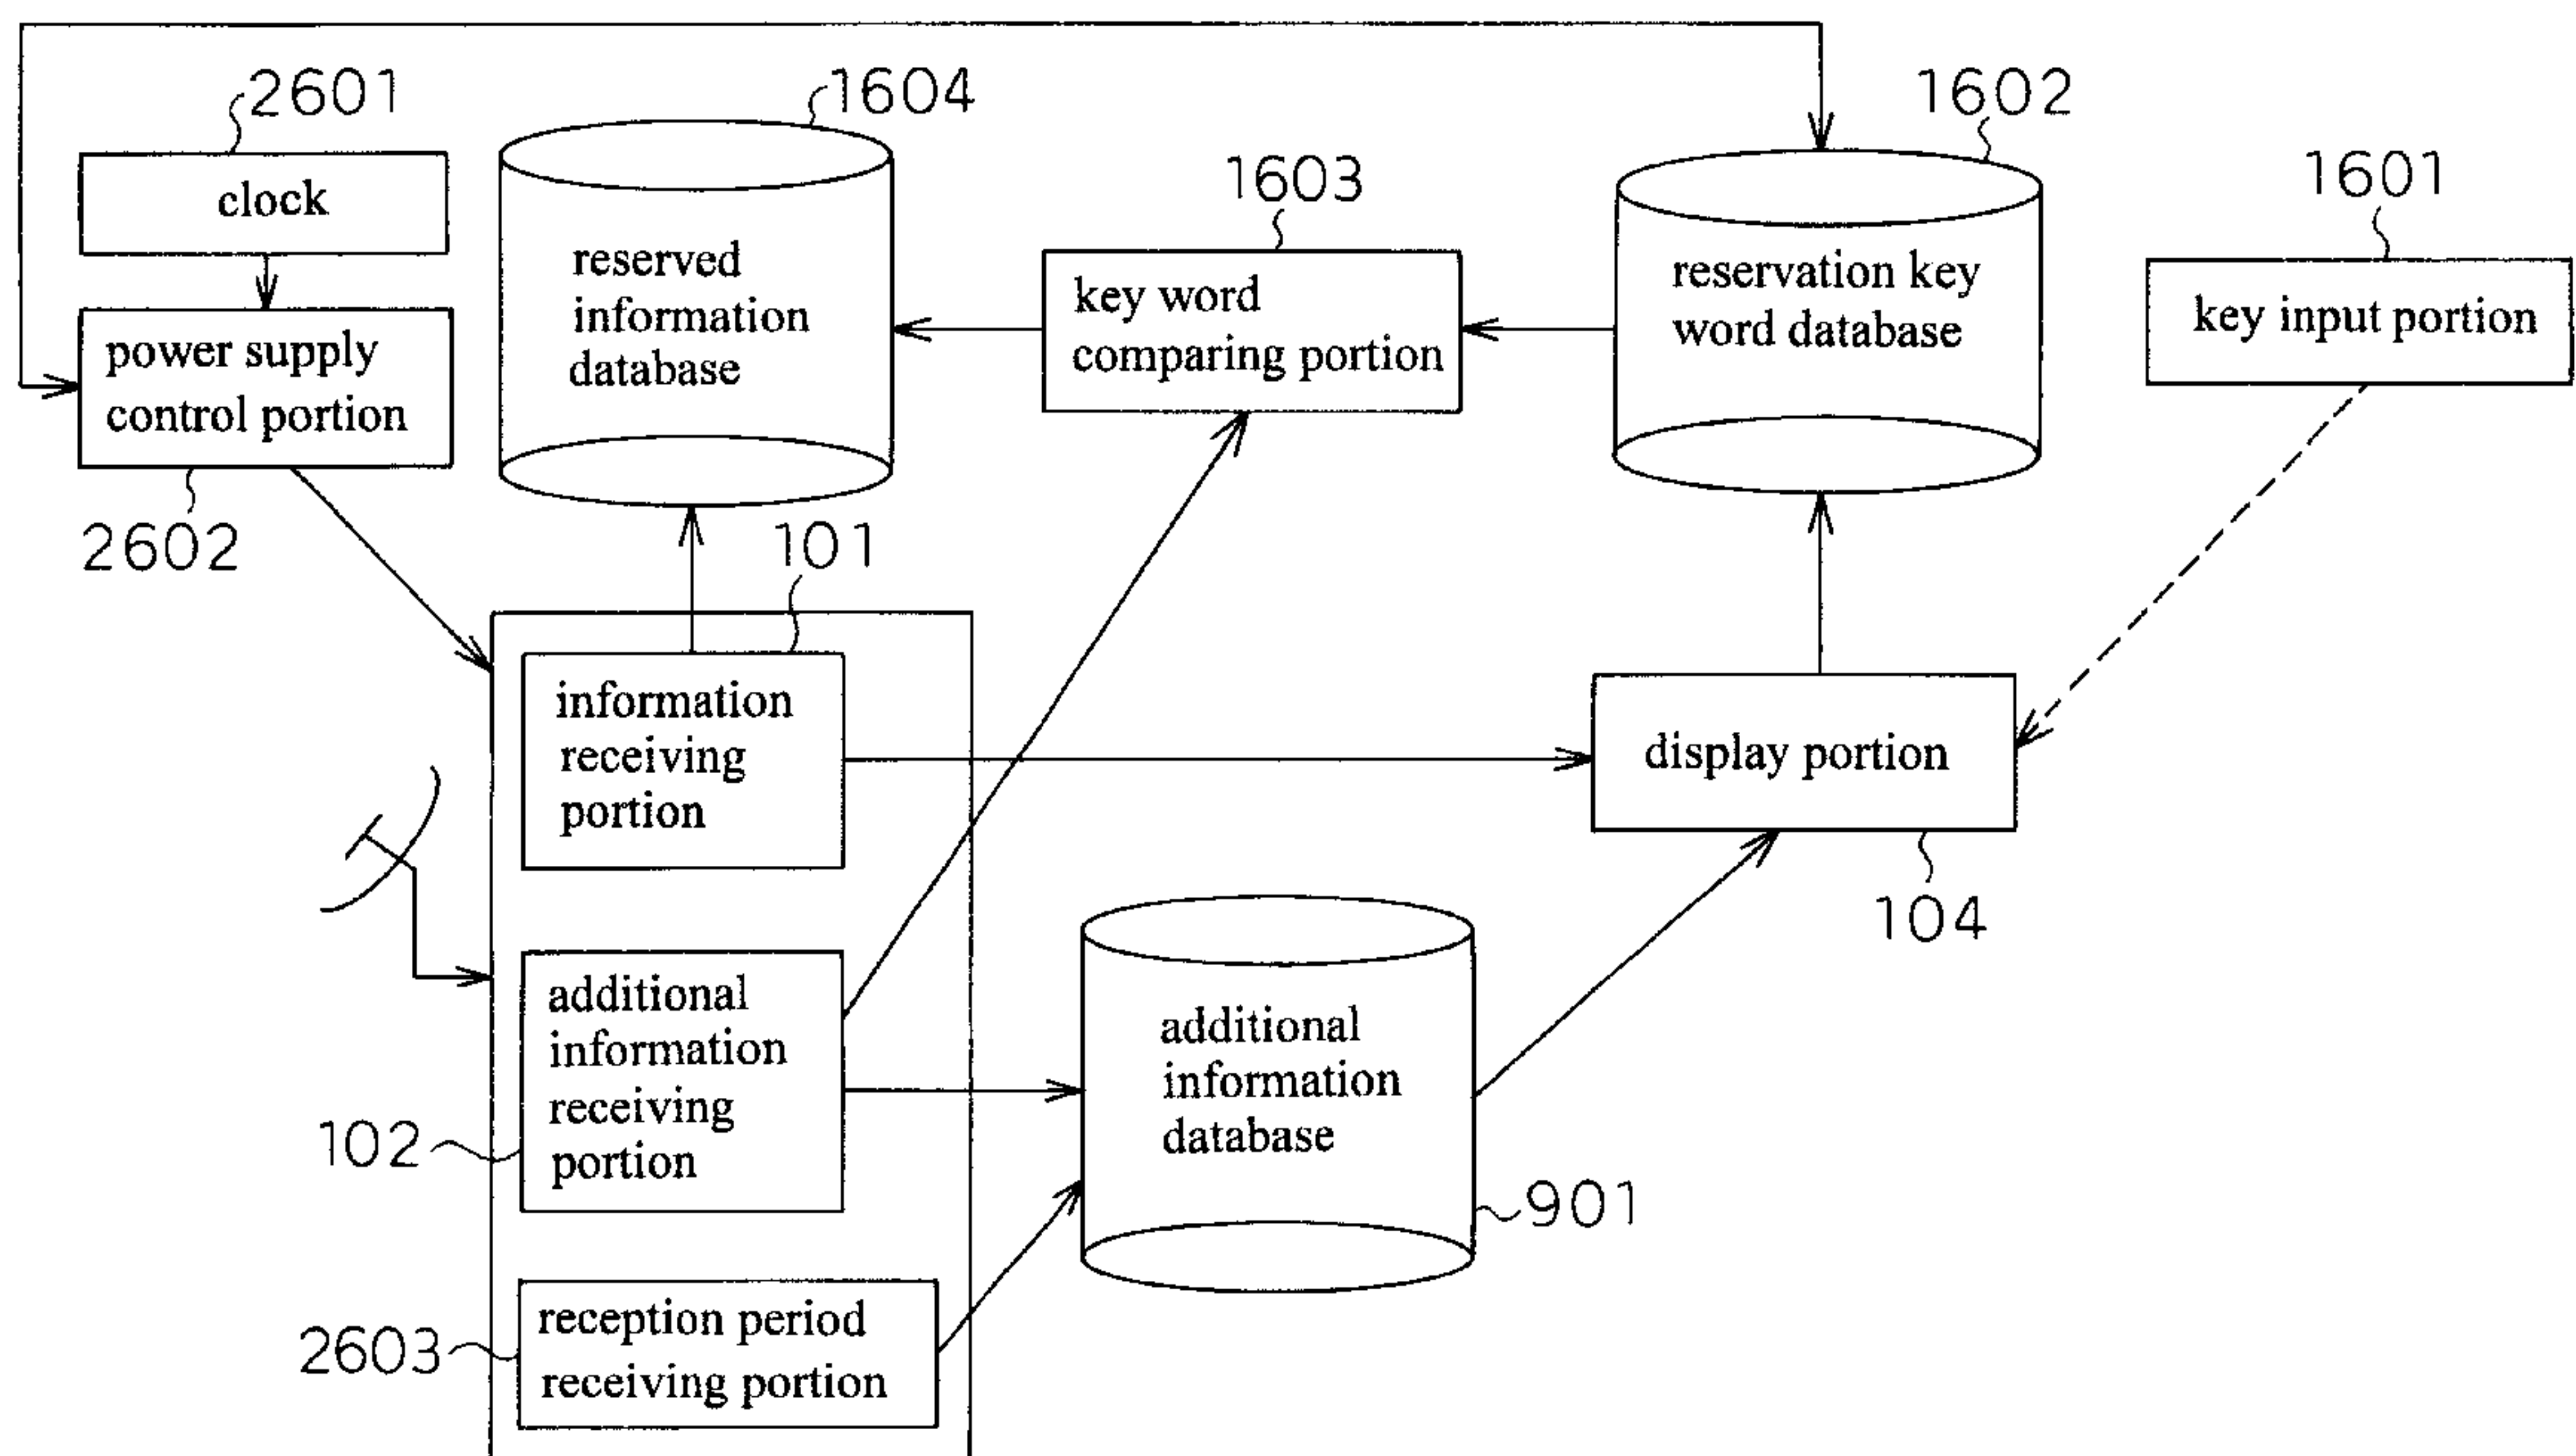 2601
clock
power supply
control portion
2602
1604
reserved
information
database
1603
key word
comparing portion
1602
reservation key
word database
1601
key input portion
101
information
receiving
portion
display portion
104
102
additional
information
receiving
portion
additional
information
database
901
2603
reception period
receiving portion